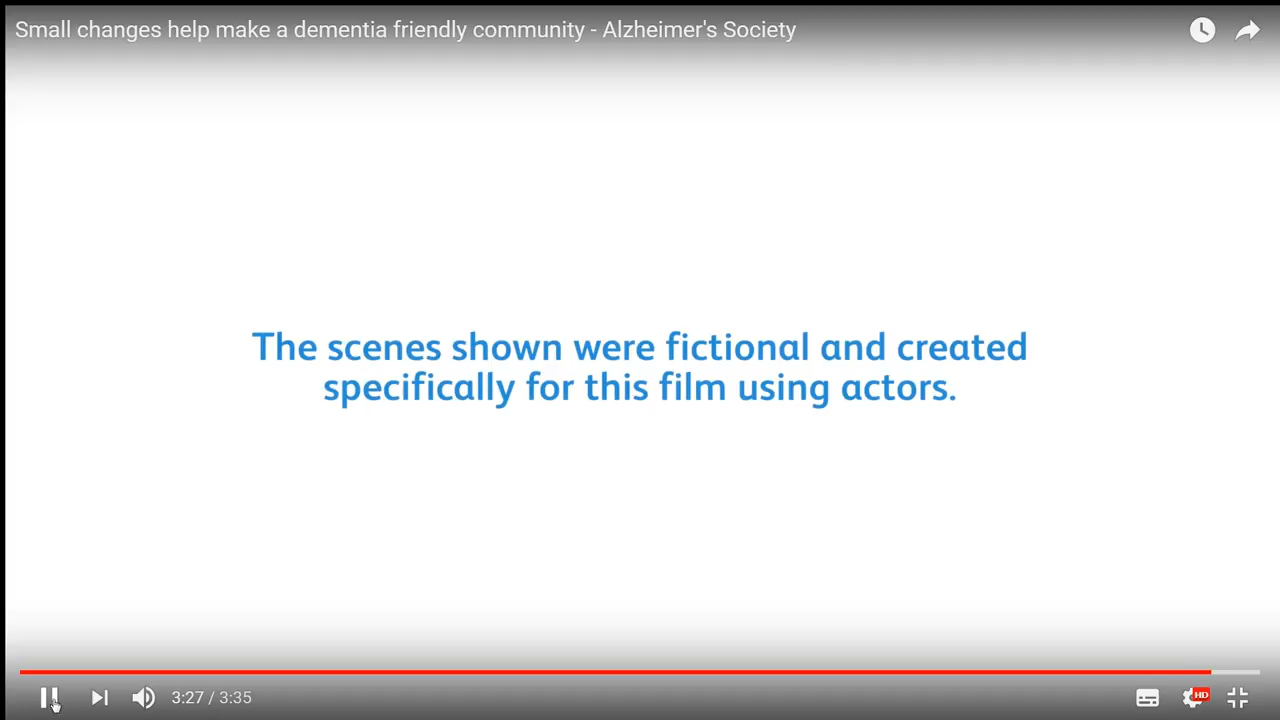 Small changes help make a dementia friendly community - Alzheimer's Society
The scenes shown were fictional and created
specifically for this film using actors.
3:27 / 3:35
HD